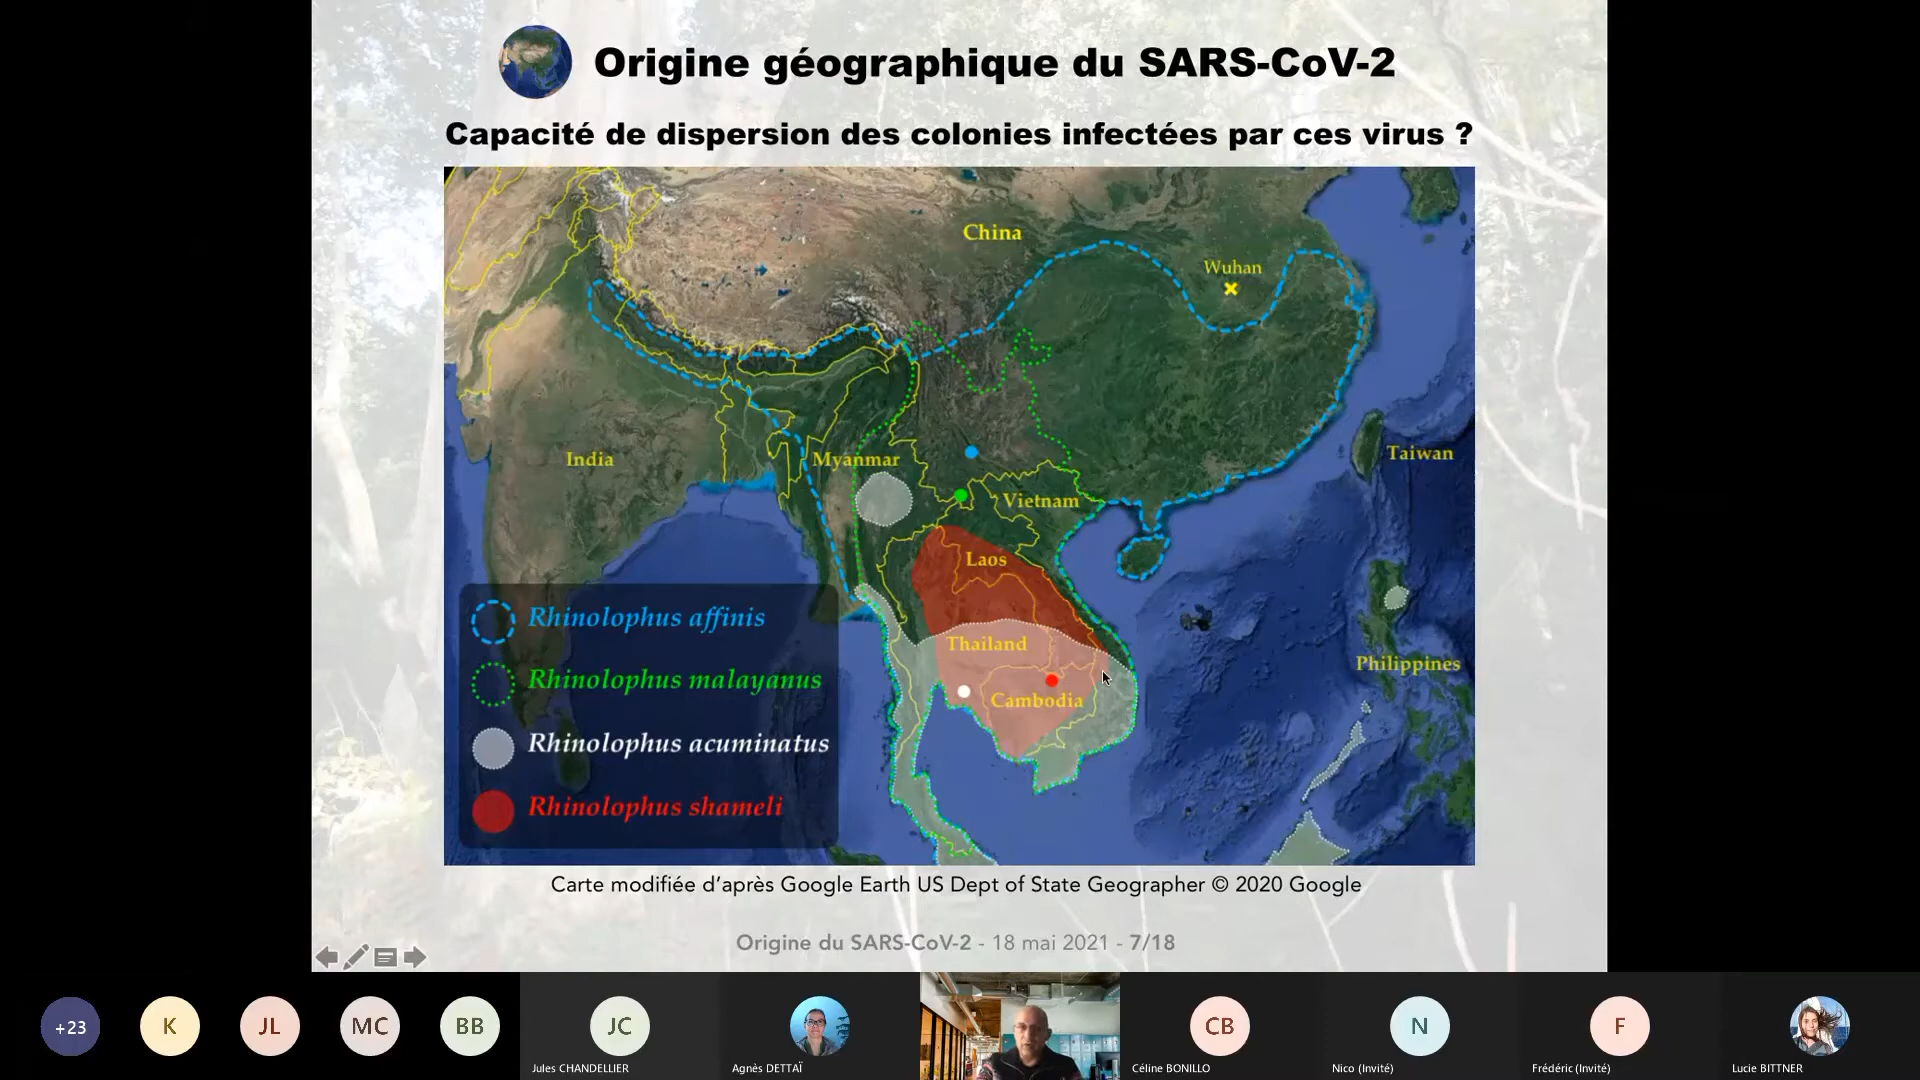 Origine géographique du SARS-CoV-2
Capacité de dispersion des colonies infectées par ces virus ?
China
Wuhan
India
Myanmar
Vietnam
Taiwan
Laos
Thailand
Cambodia
Philippines
Rhinolophus affinis
Rhinolophus malayanus
Rhinolophus acuminatus
Rhinolophus shameli
Carte modifiée d’après Google Earth US Dept of State Geographer © 2020 Google
Origine du SARS-CoV-2 - 18 mai 2021 - 7/18
+23
K
JL
MC
BB
JC
CB
N
F
Jules CHANDELLIER
Agnès DETTAÏ
Céline BONILLO
Nico (Invité)
Frédéric (Invité)
Lucie BITTNER